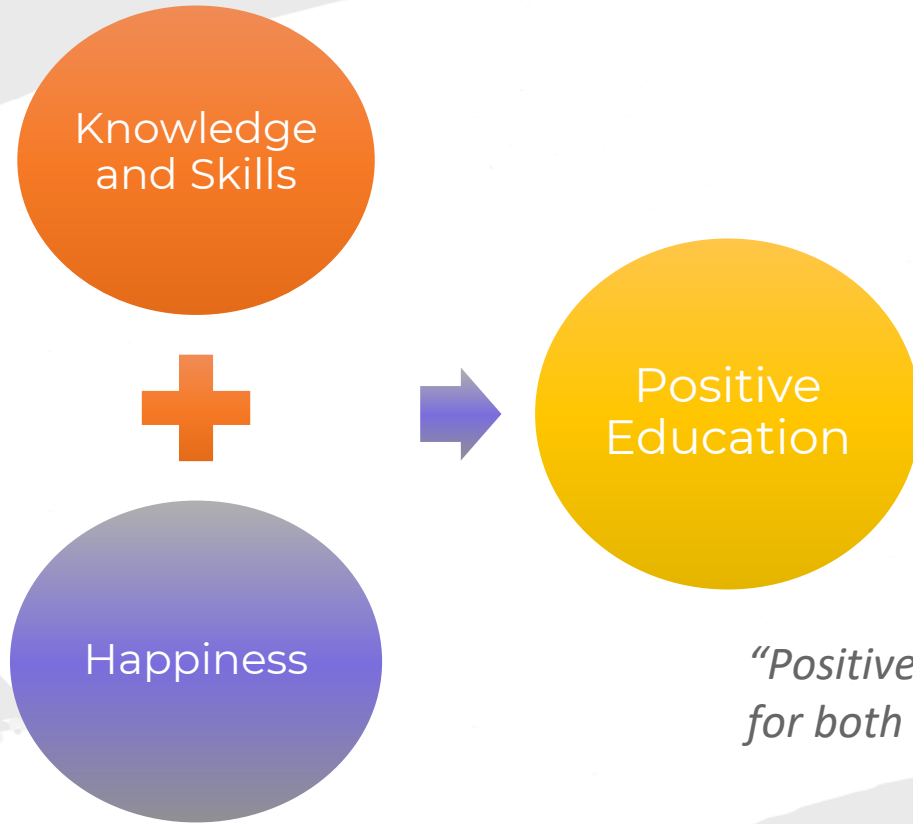 Knowledge
and Skills
Positive
Education
Happiness
“Positive
for both